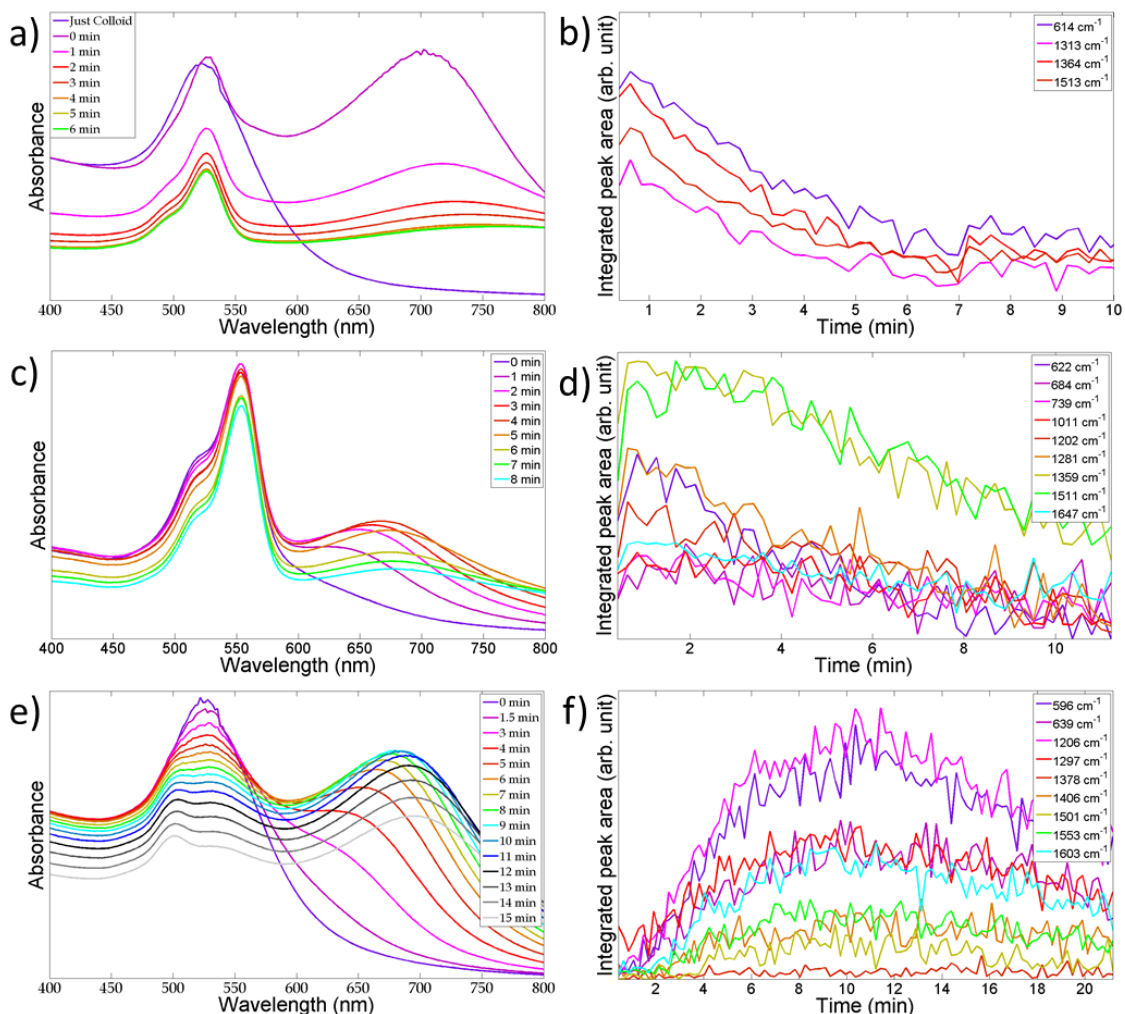 a)
Just Colloid
0 min
1 min
2 min
3 min
4 min
5 min
6 min
Absorbance
400 450 500 550 600 650 700 750 800
Wavelength (nm)
b)
614 cm-1
1313 cm-1
1364 cm-1
1513 cm-1
Integrated peak area (arb. unit)
1 2 3 4 5 6 7 8 9 10
Time (min)
c)
0 min
1 min
2 min
3 min
4 min
5 min
6 min
7 min
8 min
Absorbance
400 450 500 550 600 650 700 750 800
Wavelength (nm)
d)
622 cm-1
684 cm-1
739 cm-1
1011 cm-1
1202 cm-1
1281 cm-1
1359 cm-1
1511 cm-1
1647 cm-1
Integrated peak area (arb. unit)
2 4 6 8 10
Time (min)
e)
0 min
1.5 min
3 min
4 min
5 min
6 min
7 min
8 min
9 min
10 min
11 min
12 min
13 min
14 min
15 min
Absorbance
400 450 500 550 600 650 700 750 800
Wavelength (nm)
f)
596 cm-1
639 cm-1
1206 cm-1
1297 cm-1
1378 cm-1
1406 cm-1
1501 cm-1
1553 cm-1
1603 cm-1
Integrated peak area (arb. unit)
2 4 6 8 10 12 14 16 18 20
Time (min)